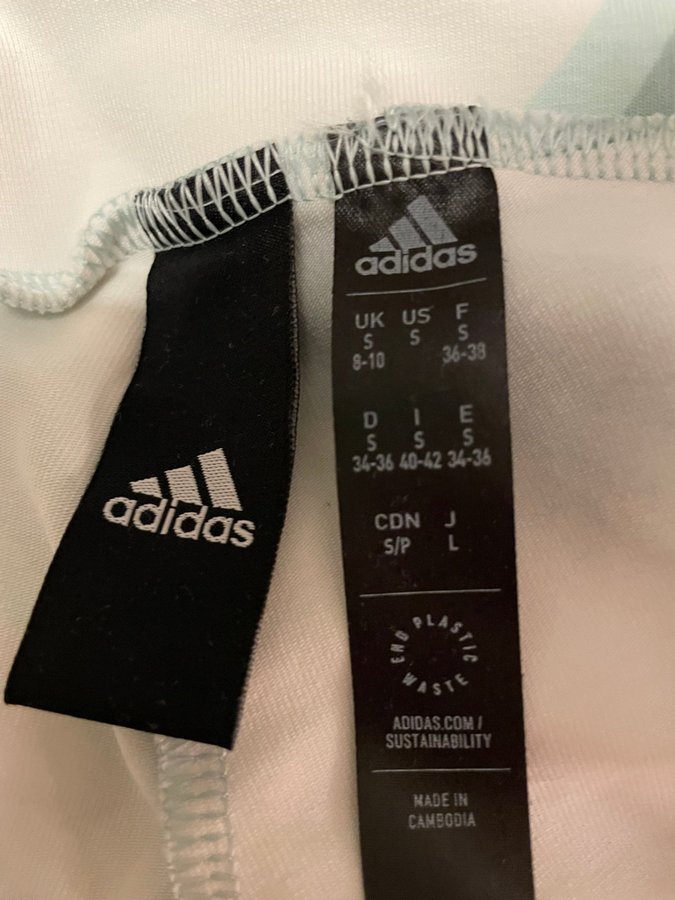 adidas
adidas
UK US F
S S S
8-10 36-38
D I E
S S S
34-36 40-42 34-36
CDN J
S/P L
END PLASTIC WASTE
ADIDAS.COM/
SUSTAINABILITY
MADE IN
CAMBODIA